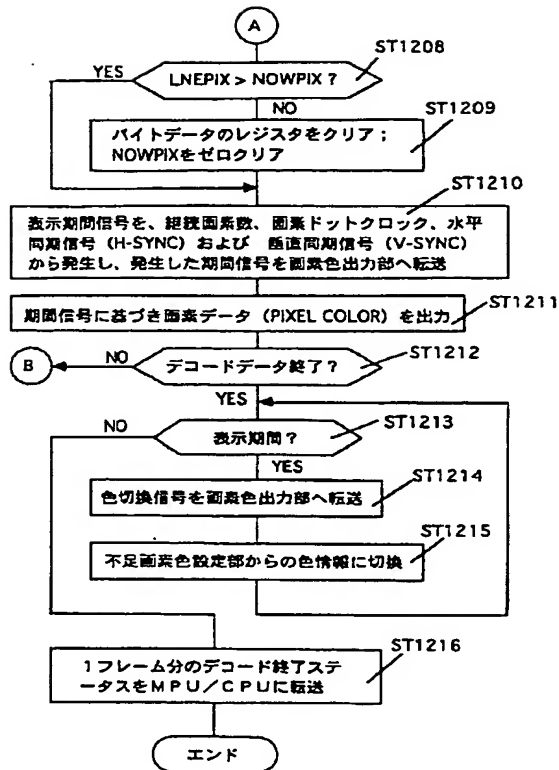 A
ST1208
YES
LNEPIX > NOWPIX ?
NO
ST1209
バイトデータのレジスタをクリア；
NOWPIXをゼロクリア
ST1210
表示期間信号を、継続画素数、画素ドットクロック、水平
同期信号（H-SYNC）および 垂直同期信号（V-SYNC）
から発生し、発生した期間信号を画素色出力部へ転送
ST1211
期間信号に基づき画素データ（PIXEL COLOR）を出力
ST1212
B
NO
デコードデータ終了？
YES
ST1213
NO
表示期間？
YES
ST1214
色切換信号を画素色出力部へ転送
ST1215
不足画素色設定部からの色情報に切換
ST1216
１フレーム分のデコード終了ステ
ータスをＭＰＵ／ＣＰＵに転送
エンド